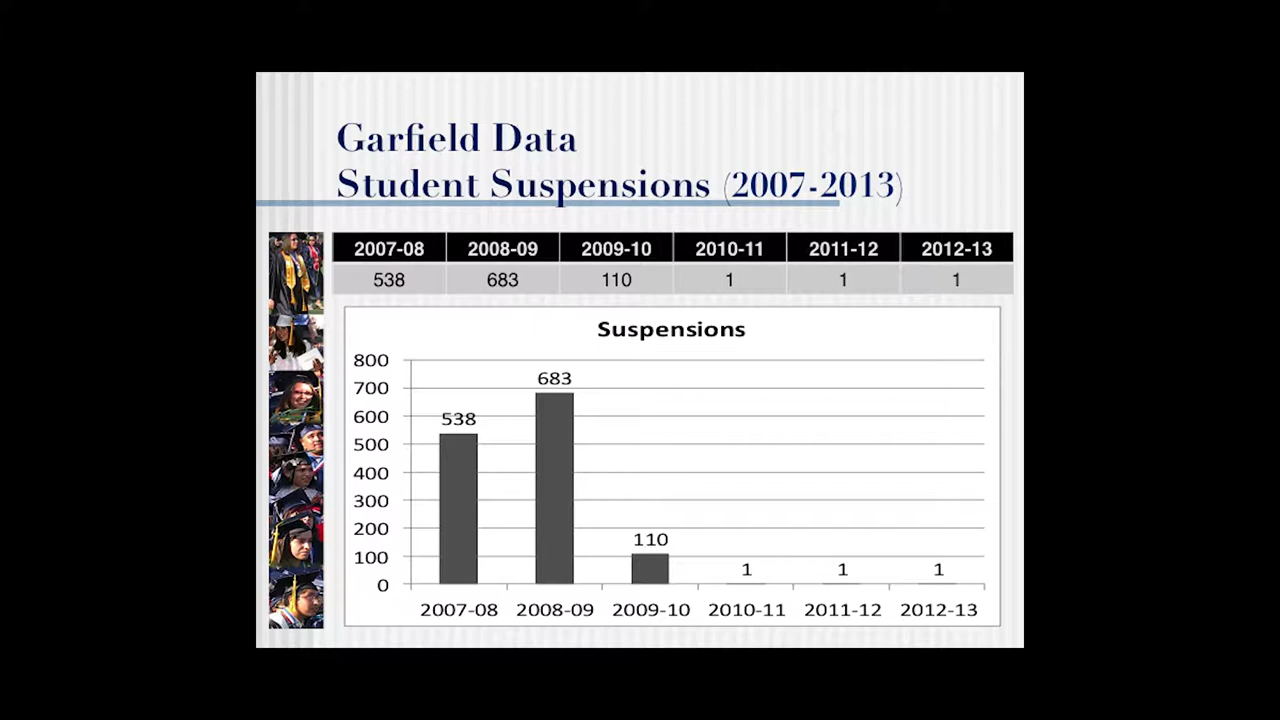 Garfield Data
Student Suspensions (2007-2013)
2007-08 2008-09 2009-10 2010-11 2011-12 2012-13
538 683 110 1 1 1
Suspensions
800
700
600
500
400
300
200
100
0
538 683 110 1 1 1
2007-08 2008-09 2009-10 2010-11 2011-12 2012-13